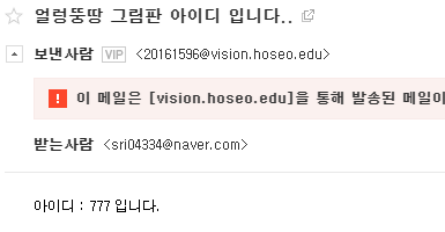 얼렁뚱땅 그림판 아이디 입니다..
보낸사람 VIP <20161596@vision.hoseo.edu>
! 이 메일은 [vision.hoseo.edu]을 통해 발송된 메일이
받는사람 <sri04334@naver.com>
아이디 : 777 입니다.